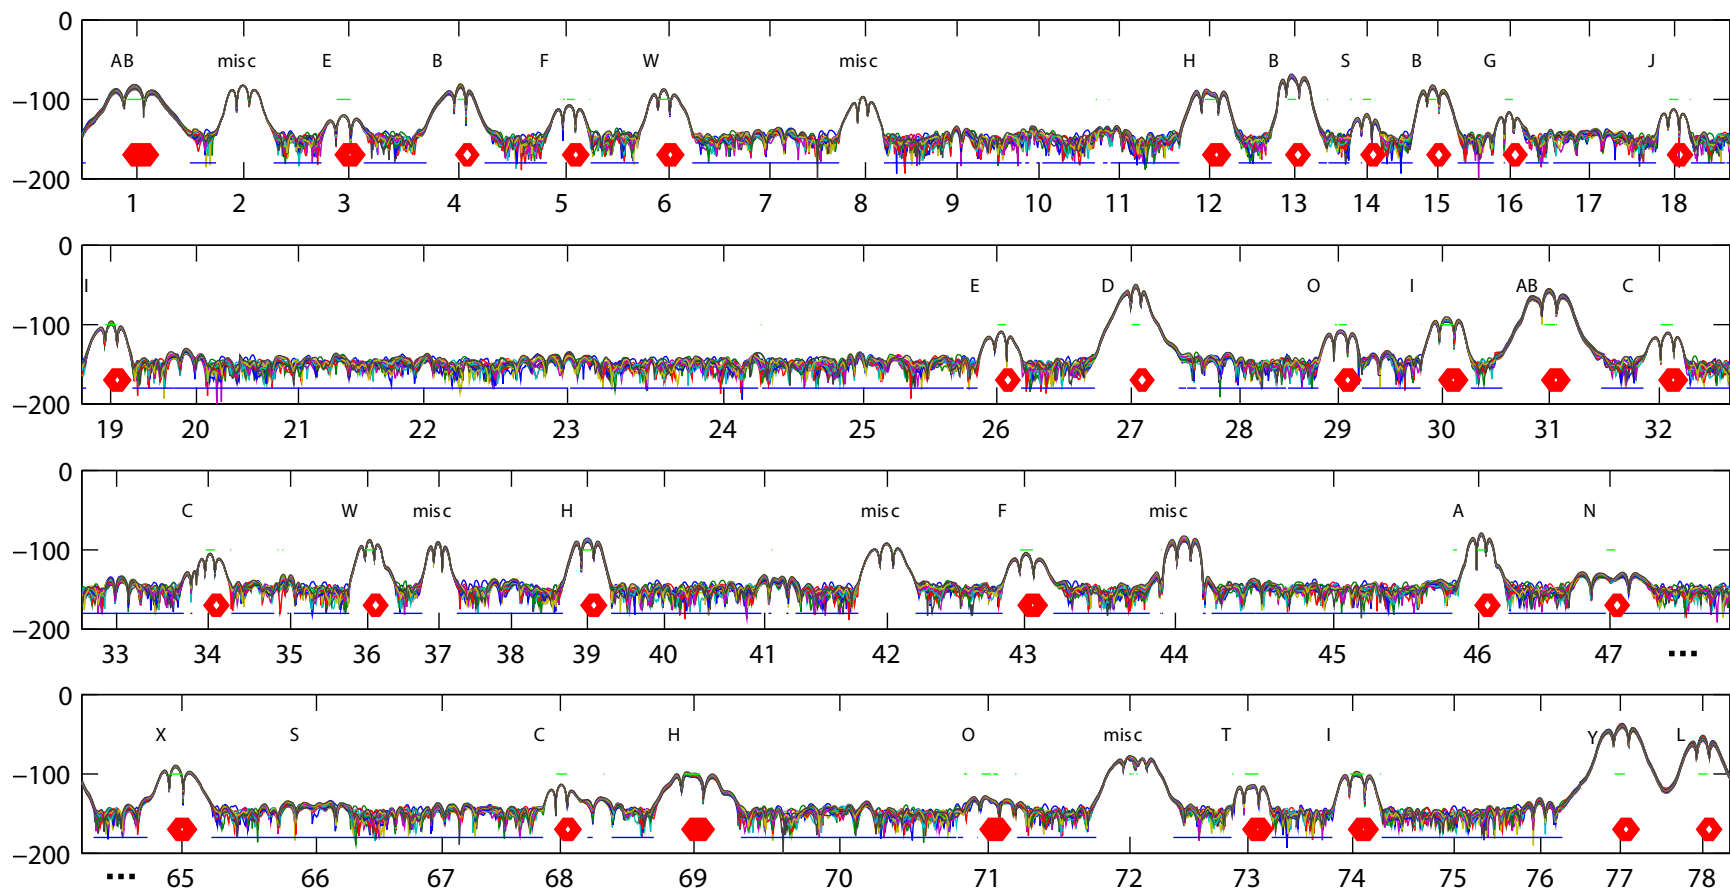 0
AB misc E B F W misc H B S B G J
−100
−200
1 2 3 4 5 6 7 8 9 10 11 12 13 14 15 16 17 18
0
I E D O I AB C
−100
−200
19 20 21 22 23 24 25 26 27 28 29 30 31 32
0
C W misc H misc F misc A N
−100
−200
33 34 35 36 37 38 39 40 41 42 43 44 45 46 47 ...
0
X S C H O misc T I Y L
−100
−200
... 65 66 67 68 69 70 71 72 73 74 75 76 77 78